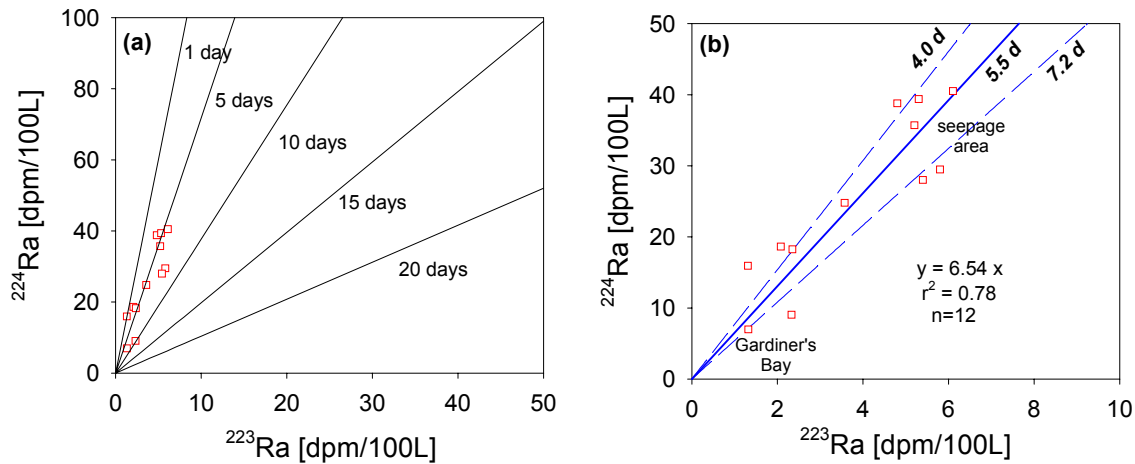 (a)
100
80
60
40
20
0
²²⁴Ra [dpm/100L]
1 day
5 days
10 days
15 days
20 days
0 10 20 30 40 50
²²³Ra [dpm/100L]
(b)
50
40
30
20
10
0
²²⁴Ra [dpm/100L]
4.0 d
5.5 d
7.2 d
seepage
area
y = 6.54 x
r² = 0.78
n=12
Gardiner's
Bay
0 2 4 6 8 10
²²³Ra [dpm/100L]